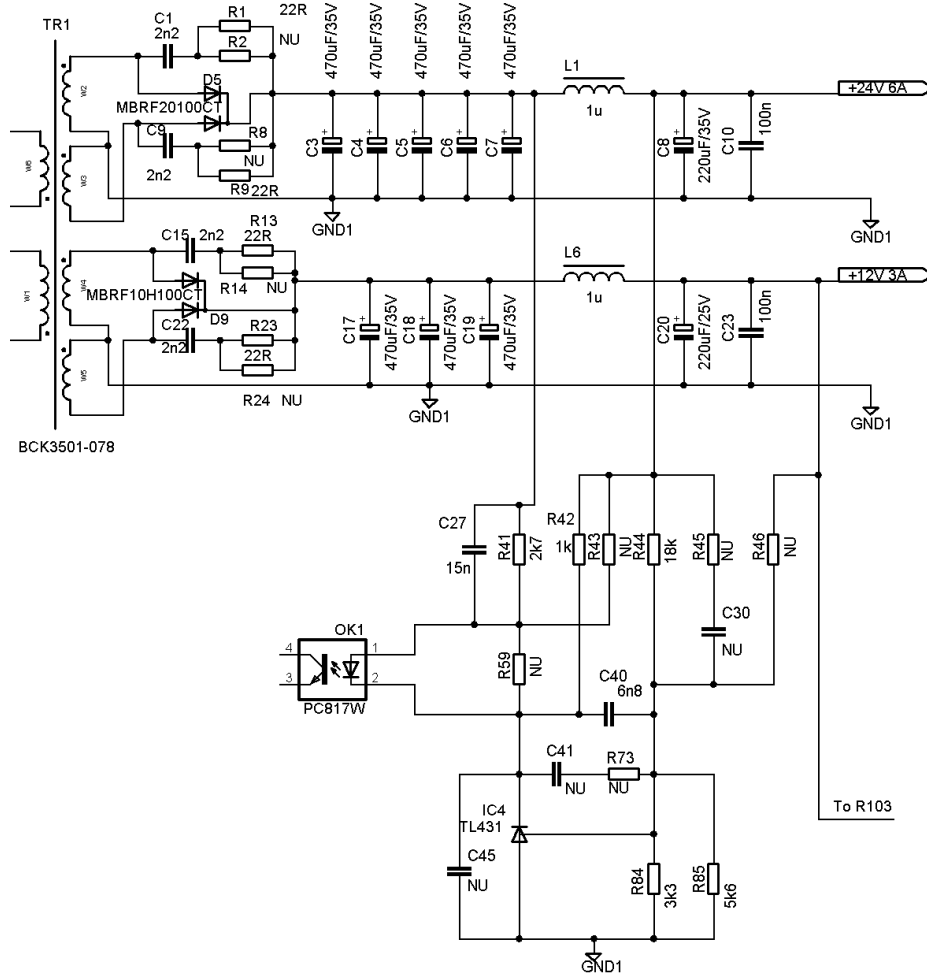 TR1
C1
2n2
R1
22R
R2
NU
D5
MBRF20100CT
C9
2n2
R8
NU
R9
22R
W2
W3
W6
470uF/35V
470uF/35V
470uF/35V
470uF/35V
470uF/35V
C3
C4
C5
C6
C7
GND1
L1
1u
C8
220uF/35V
C10
100n
+24V 6A
GND1
C15
2n2
R13
22R
R14
NU
MBRF10H100CT
D9
C22
2n2
R23
22R
R24
NU
W1
W4
W5
BCK3501-078
C17
470uF/35V
C18
470uF/35V
C19
470uF/35V
GND1
L6
1u
C20
220uF/25V
C23
100n
+12V 3A
GND1
C27
15n
R41
2k7
R42
1k
R43
NU
R44
18k
R45
NU
R46
NU
C30
NU
OK1
4
3
1
2
PC817W
R59
NU
C40
6n8
C41
NU
R73
NU
IC4
TL431
C45
NU
R84
3k3
R85
5k6
To R103
GND1